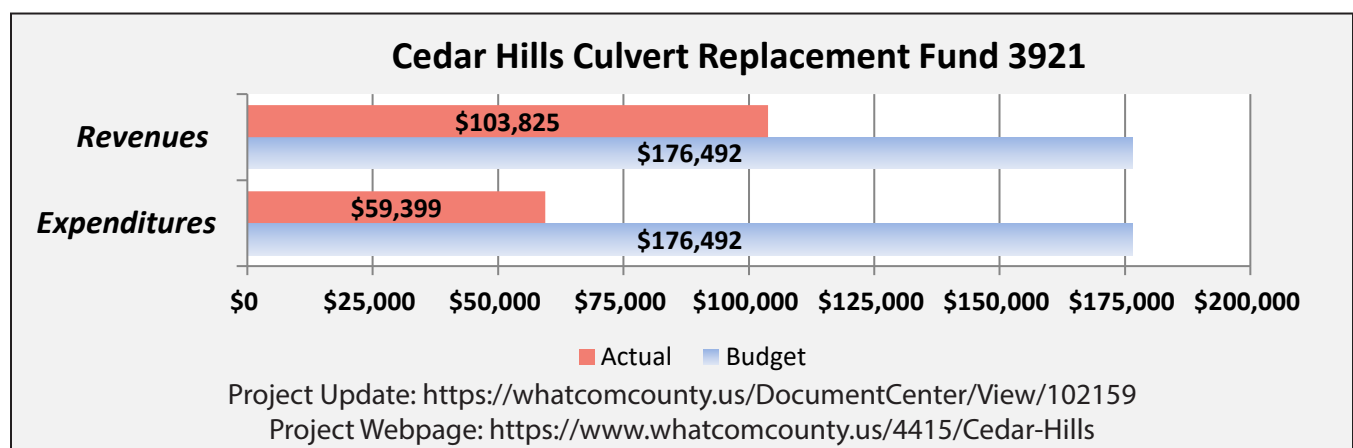 Cedar Hills Culvert Replacement Fund 3921
Revenues
$103,825
$176,492
Expenditures
$59,399
$176,492
$0 $25,000 $50,000 $75,000 $100,000 $125,000 $150,000 $175,000 $200,000
Actual Budget
Project Update: https://whatcomcounty.us/DocumentCenter/View/102159
Project Webpage: https://www.whatcomcounty.us/4415/Cedar-Hills